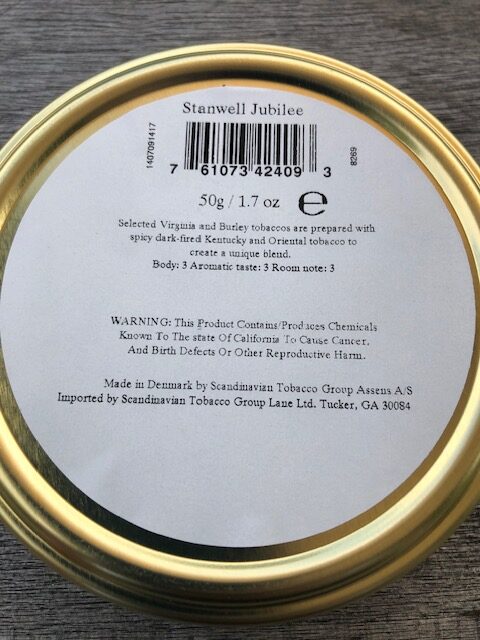 Stanwell Jubilee
1407091417
8269
7 61073 42409 3
50g / 1.7 oz ℮
Selected Virginia and Burley tobaccos are prepared with
spicy dark-fired Kentucky and Oriental tobacco to
create a unique blend.
Body: 3 Aromatic taste: 3 Room note: 3
WARNING: This Product Contains/Produces Chemicals
Known To The state Of California To Cause Cancer,
And Birth Defects Or Other Reproductive Harm.
Made in Denmark by Scandinavian Tobacco Group Assens A/S
Imported by Scandinavian Tobacco Group Lane Ltd. Tucker, GA 30084